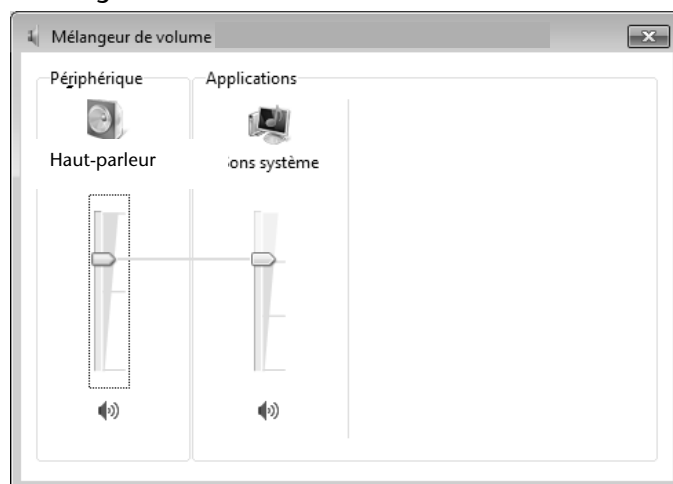 Mélangeur de volume
Périphérique
Applications
Haut-parleur
ons système